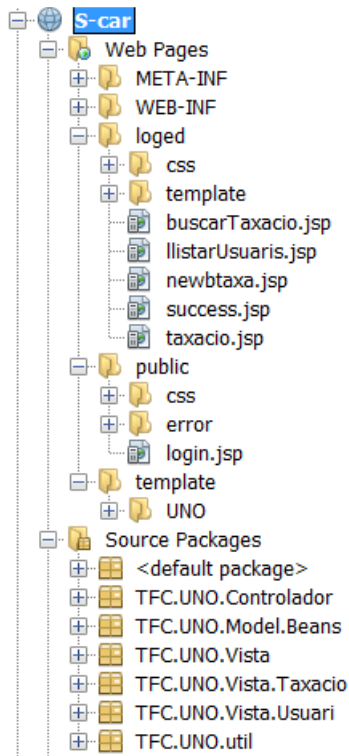 S-car
Web Pages
META-INF
WEB-INF
loged
css
template
buscarTaxacio.jsp
llistarUsuaris.jsp
newbtaxa.jsp
success.jsp
taxacio.jsp
public
css
error
login.jsp
template
UNO
Source Packages
<default package>
TFC.UNO.Controlador
TFC.UNO.Model.Beans
TFC.UNO.Vista
TFC.UNO.Vista.Taxacio
TFC.UNO.Vista.Usuari
TFC.UNO.util